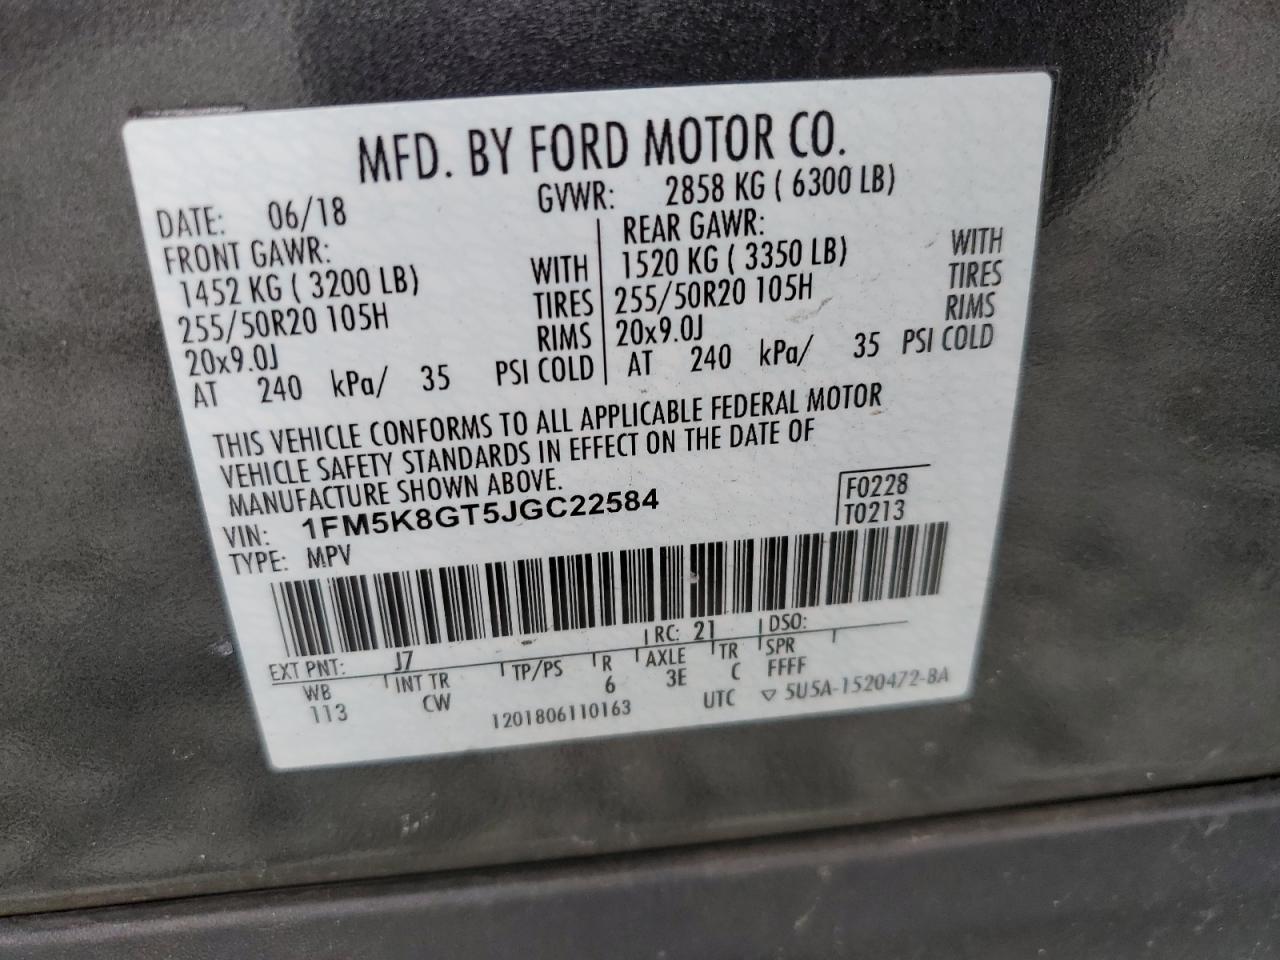 MFD. BY FORD MOTOR CO.
DATE: 06/18 GVWR: 2858 KG ( 6300 LB)
FRONT GAWR: REAR GAWR:
1452 KG ( 3200 LB) WITH 1520 KG ( 3350 LB) WITH
255/50R20 105H TIRES 255/50R20 105H TIRES
20x9.0J RIMS 20x9.0J RIMS
AT 240 kPa/ 35 PSI COLD AT 240 kPa/ 35 PSI COLD
THIS VEHICLE CONFORMS TO ALL APPLICABLE FEDERAL MOTOR
VEHICLE SAFETY STANDARDS IN EFFECT ON THE DATE OF
MANUFACTURE SHOWN ABOVE.
VIN: 1FM5K8GT5JGC22584 F0228
TYPE: MPV T0213
EXT PNT: J7 RC: 21 DSO:
WB INT TR TP/PS R AXLE TR SPR
113 CW 6 3E C FFFF
1201806110163 UTC ▽ 5U5A-1520472-BA